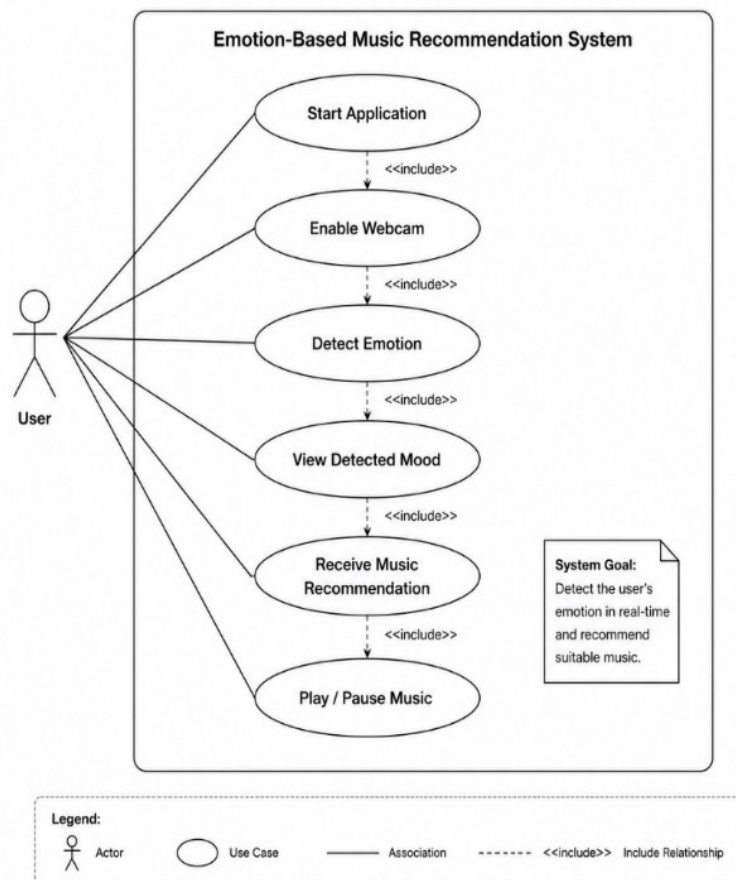 Emotion-Based Music Recommendation System
Start Application
<<include>>
Enable Webcam
<<include>>
Detect Emotion
<<include>>
User
View Detected Mood
<<include>>
Receive Music
Recommendation
<<include>>
System Goal:
Detect the user's
emotion in real-time
and recommend
suitable music.
Play / Pause Music
Legend:
Actor
Use Case
Association
<<include>> Include Relationship